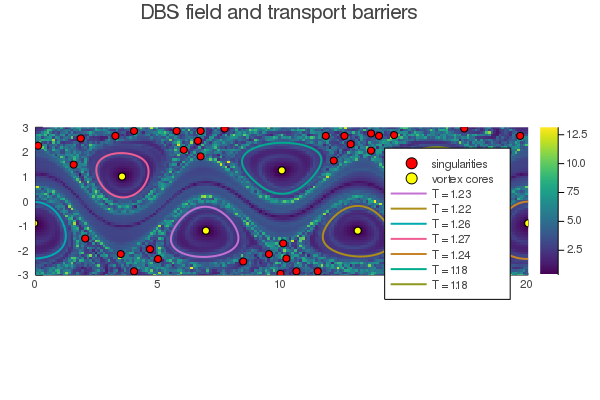 DBS field and transport barriers
3
2
1
0
-1
-2
-3
0
5
10
20
singularities
vortex cores
T = 1.23
T = 1.22
T = 1.26
T = 1.27
T = 1.24
T = 1.18
T = 1.18
12.5
10.0
7.5
5.0
2.5